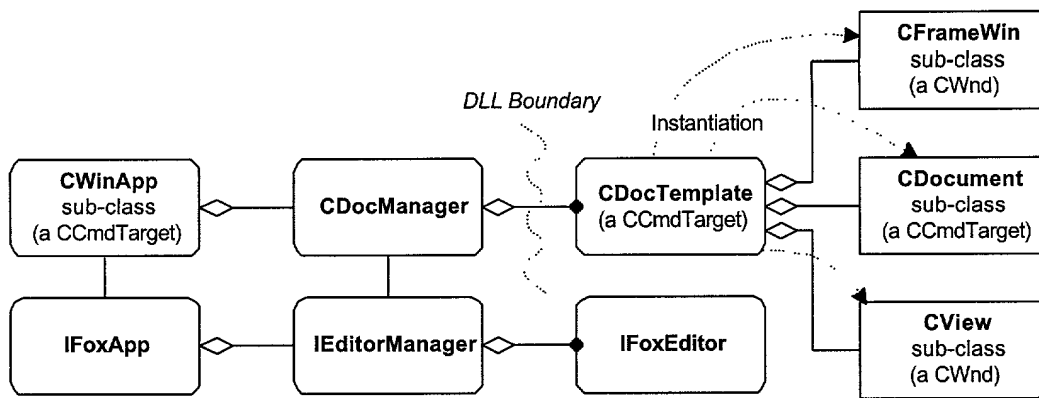 CFrameWin
sub-class
(a CWnd)
DLL Boundary
Instantiation
CWinApp
sub-class
(a CCmdTarget)
CDocManager
CDocTemplate
(a CCmdTarget)
CDocument
sub-class
(a CCmdTarget)
IFoxApp
IEditorManager
IFoxEditor
CView
sub-class
(a CWnd)